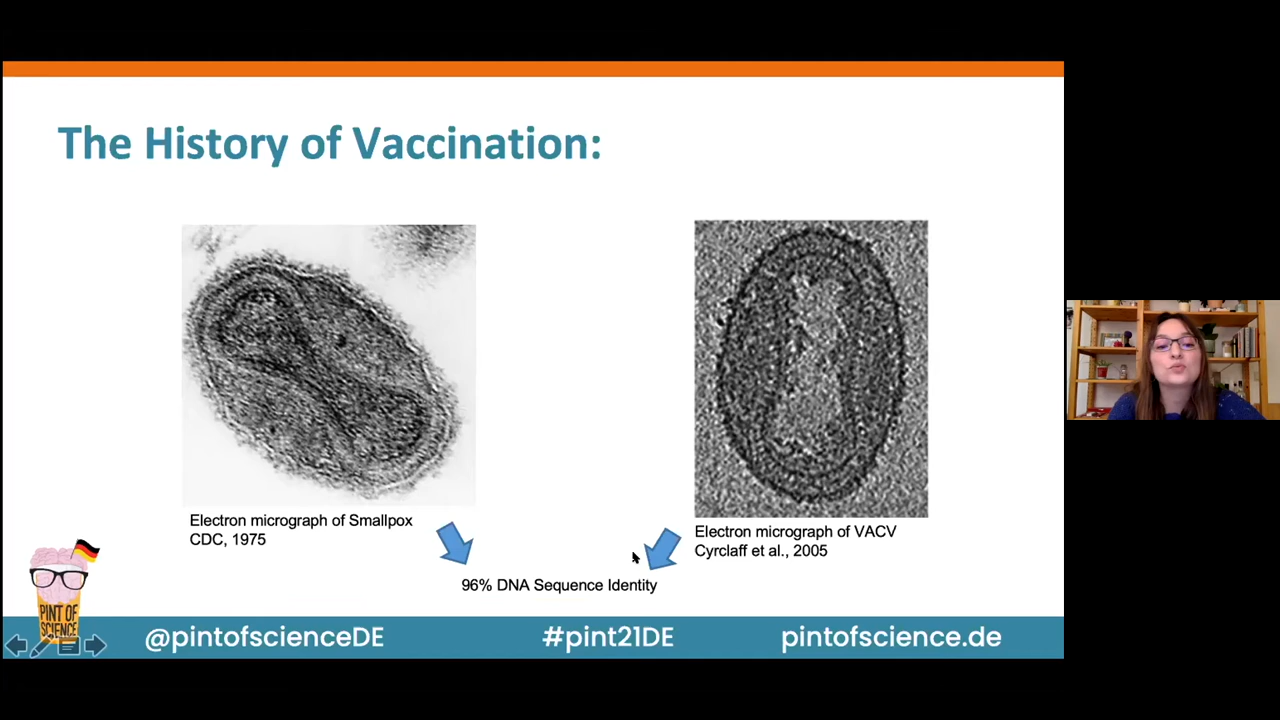 The History of Vaccination:
Electron micrograph of Smallpox
CDC, 1975
Electron micrograph of VACV
Cyrclaff et al., 2005
96% DNA Sequence Identity
PINT OF
SCIENCE
@pintofscienceDE
#pint21DE
pintofscience.de